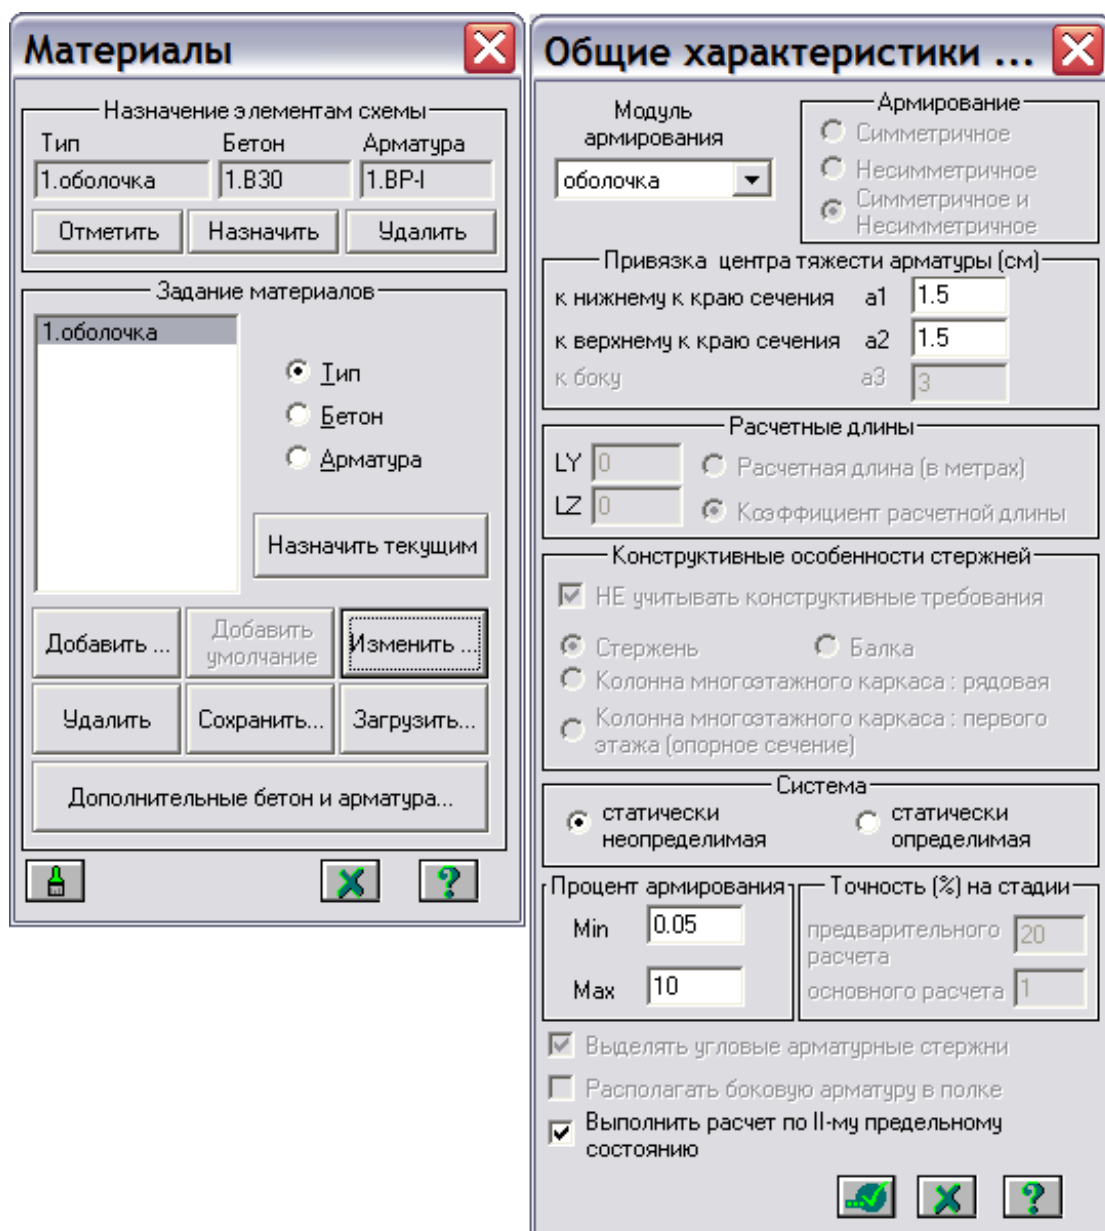 Материалы
Назначение элементам схемы
Тип Бетон Арматура
1.оболочка 1.B30 1.BP-I
Отметить Назначить Удалить
Задание материалов
1.оболочка
Тип
Бетон
Арматура
Назначить текущим
Добавить ... Добавить умолчание Изменить ...
Удалить Сохранить... Загрузить...
Дополнительные бетон и арматура...
?
Общие характеристики ...
Модуль
армирования
оболочка
Армирование
Симметричное
Несимметричное
Симметричное и
Несимметричное
Привязка центра тяжести арматуры (см)
к нижнему к краю сечения a1 1.5
к верхнему к краю сечения a2 1.5
к боку a3 3
Расчетные длины
LY 0 Расчетная длина (в метрах)
LZ 0 Коэффициент расчетной длины
Конструктивные особенности стержней
НЕ учитывать конструктивные требования
Стержень Балка
Колонна многоэтажного каркаса : рядовая
Колонна многоэтажного каркаса : первого
этажа (опорное сечение)
Система
статически
неопределимая
статически
определимая
Процент армирования
Min 0.05
Max 10
Точность (%) на стадии
предварительного
расчета 20
основного расчета 1
Выделять угловые арматурные стержни
Располагать боковую арматуру в полке
Выполнить расчет по II-му предельному
состоянию
?